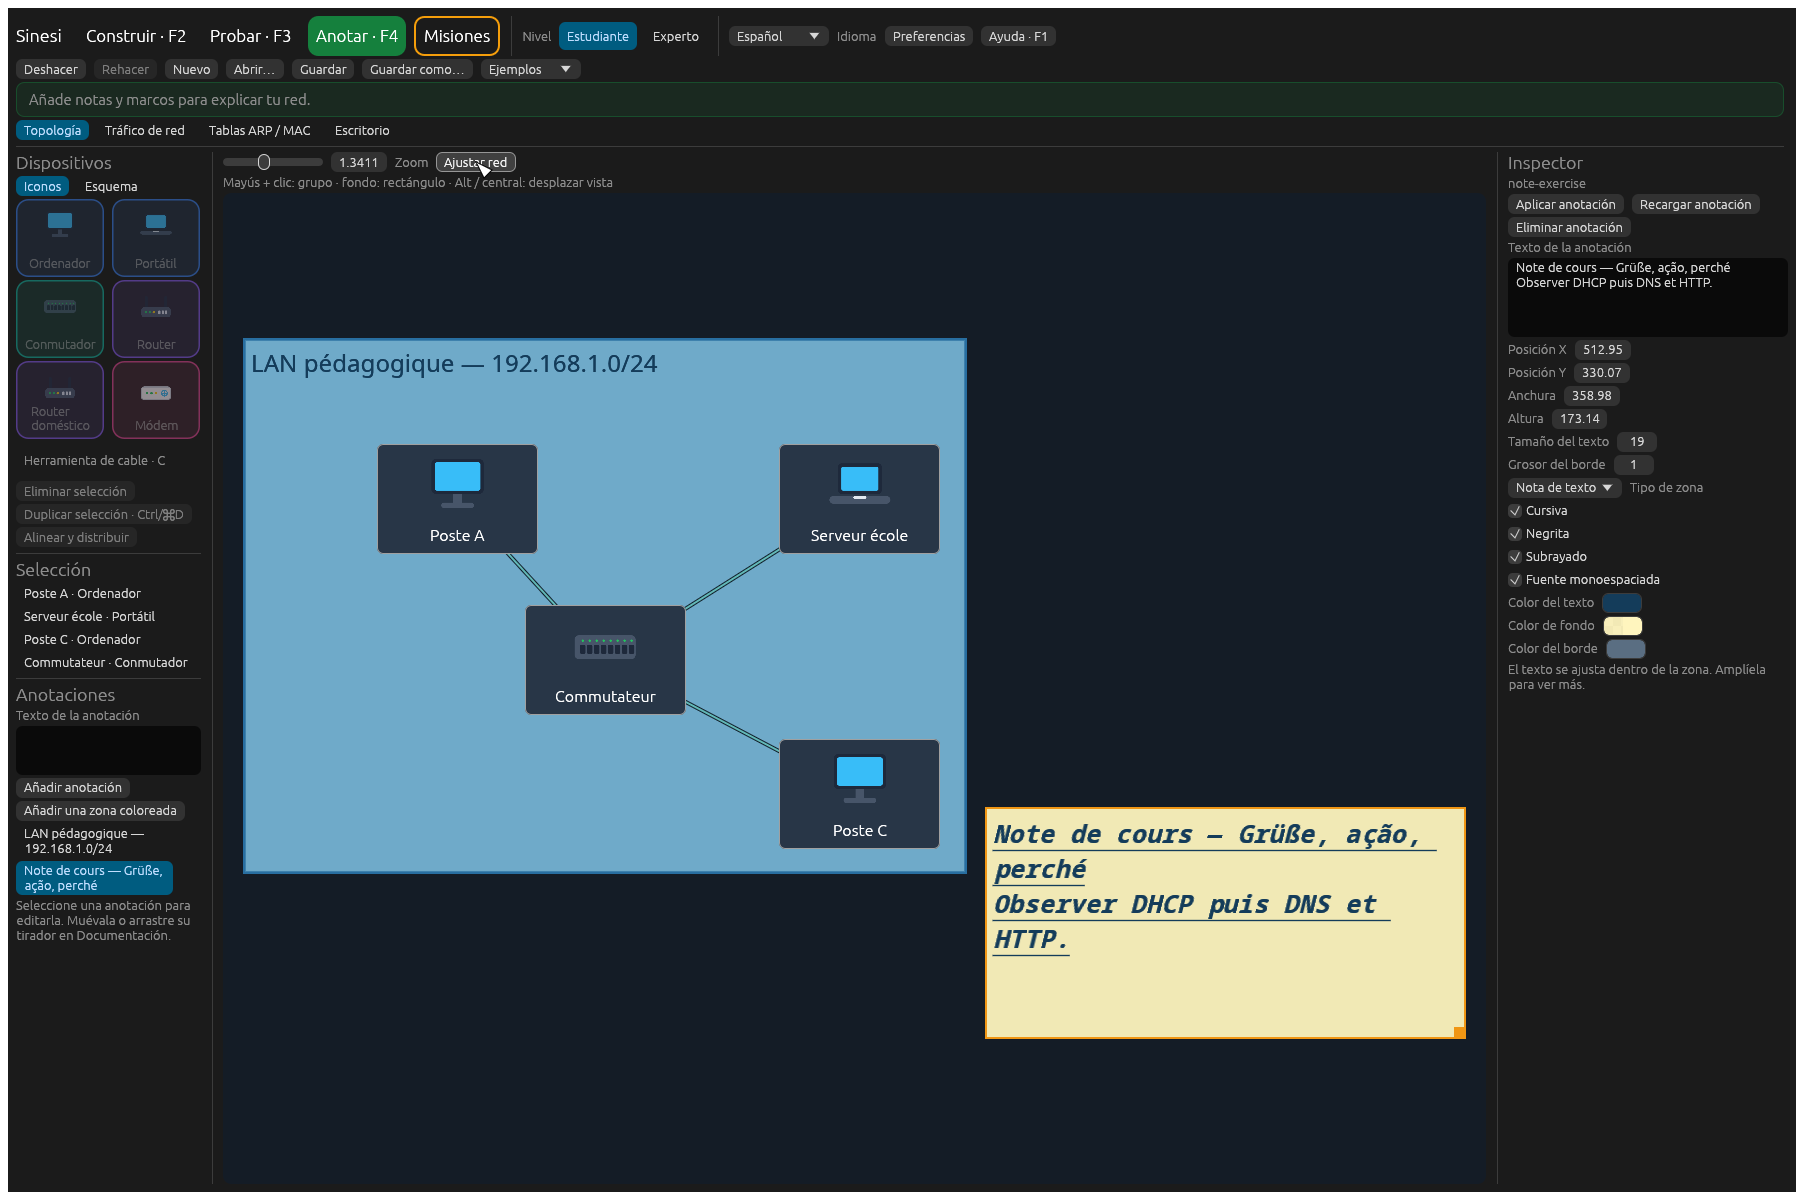 Sinesi Construir · F2 Probar · F3 Anotar · F4 Misiones Nivel Estudiante Experto Español Idioma Preferencias Ayuda · F1
Deshacer Rehacer Nuevo Abrir... Guardar Guardar como... Ejemplos
Añade notas y marcos para explicar tu red.
Topología Tráfico de red Tablas ARP / MAC Escritorio
Dispositivos
Iconos Esquema
Ordenador Portátil
Conmutador Router
Router doméstico Módem
Herramienta de cable · C
Eliminar selección
Duplicar selección · Ctrl/⌘D
Alinear y distribuir
Selección
Poste A · Ordenador
Serveur école · Portátil
Poste C · Ordenador
Commutateur · Conmutador
Anotaciones
Texto de la anotación
Añadir anotación
Añadir una zona coloreada
LAN pédagogique —
192.168.1.0/24
Note de cours — Grüße,
ação, perché
Seleccione una anotación para
editarla. Muévala o arrastre su
tirador en Documentación.
1.3411 Zoom Ajustar red
Mayús + clic: grupo · fondo: rectángulo · Alt / central: desplazar vista
LAN pédagogique — 192.168.1.0/24
Poste A
Serveur école
Commutateur
Poste C
Note de cours — Grüße, ação,
perché
Observer DHCP puis DNS et
HTTP.
Inspector
note-exercise
Aplicar anotación Recargar anotación
Eliminar anotación
Texto de la anotación
Note de cours — Grüße, ação, perché
Observer DHCP puis DNS et HTTP.
Posición X 512.95
Posición Y 330.07
Anchura 358.98
Altura 173.14
Tamaño del texto 19
Grosor del borde 1
Nota de texto Tipo de zona
Cursiva
Negrita
Subrayado
Fuente monoespaciada
Color del texto
Color de fondo
Color del borde
El texto se ajusta dentro de la zona. Amplíela
para ver más.